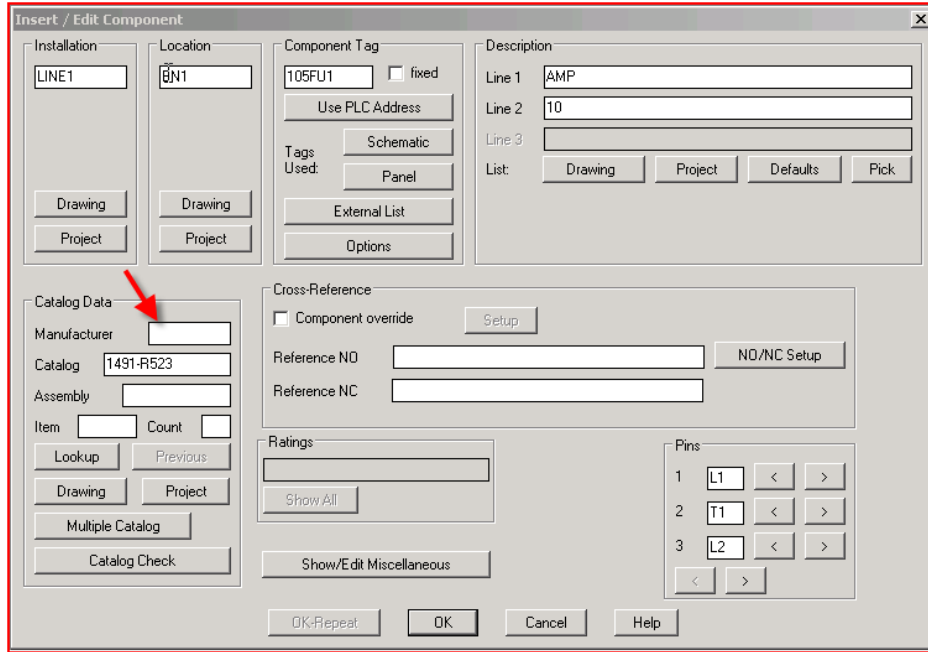 Insert / Edit Component
Installation
LINE1
Drawing
Project
Location
Drawing
Project
Component Tag
105FU1
fixed
Use PLC Address
Tags Used:
Schematic
Panel
External List
Options
Description
Line 1
AMP
Line 2
10
Line 3
List:
Drawing
Project
Defaults
Pick
Catalog Data
Manufacturer
Catalog
1491-R523
Assembly
Item
Count
Lookup
Previous
Drawing
Project
Multiple Catalog
Catalog Check
Cross-Reference
Component override
Setup
Reference NO
NO/NC Setup
Reference NC
Ratings
Show All
Show/Edit Miscellaneous
Pins
1
L1
<
>
2
T1
<
>
3
L2
<
>
<
>
OK-Repeat
OK
Cancel
Help